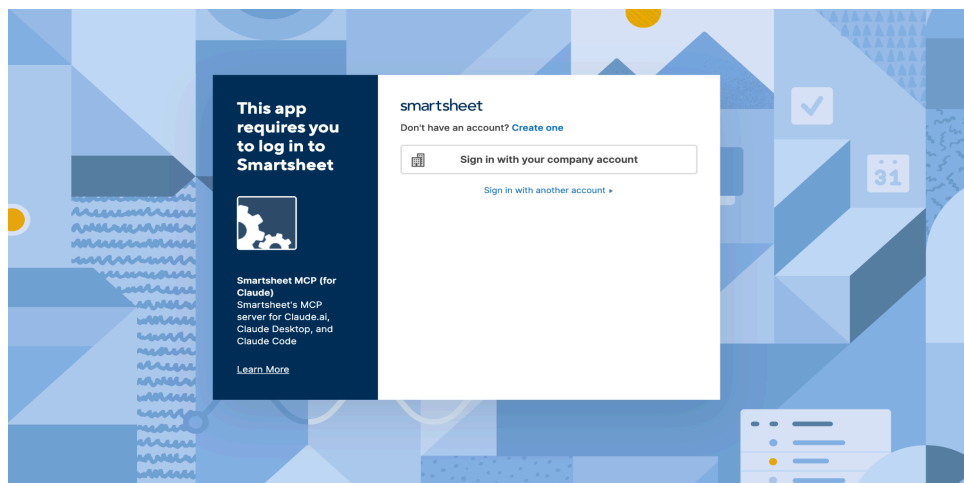 This app
requires you
to log in to
Smartsheet
Smartsheet MCP (for
Claude)
Smartsheet's MCP
server for Claude.ai,
Claude Desktop, and
Claude Code
Learn More
smartsheet
Don't have an account? Create one
Sign in with your company account
Sign in with another account ▸
31